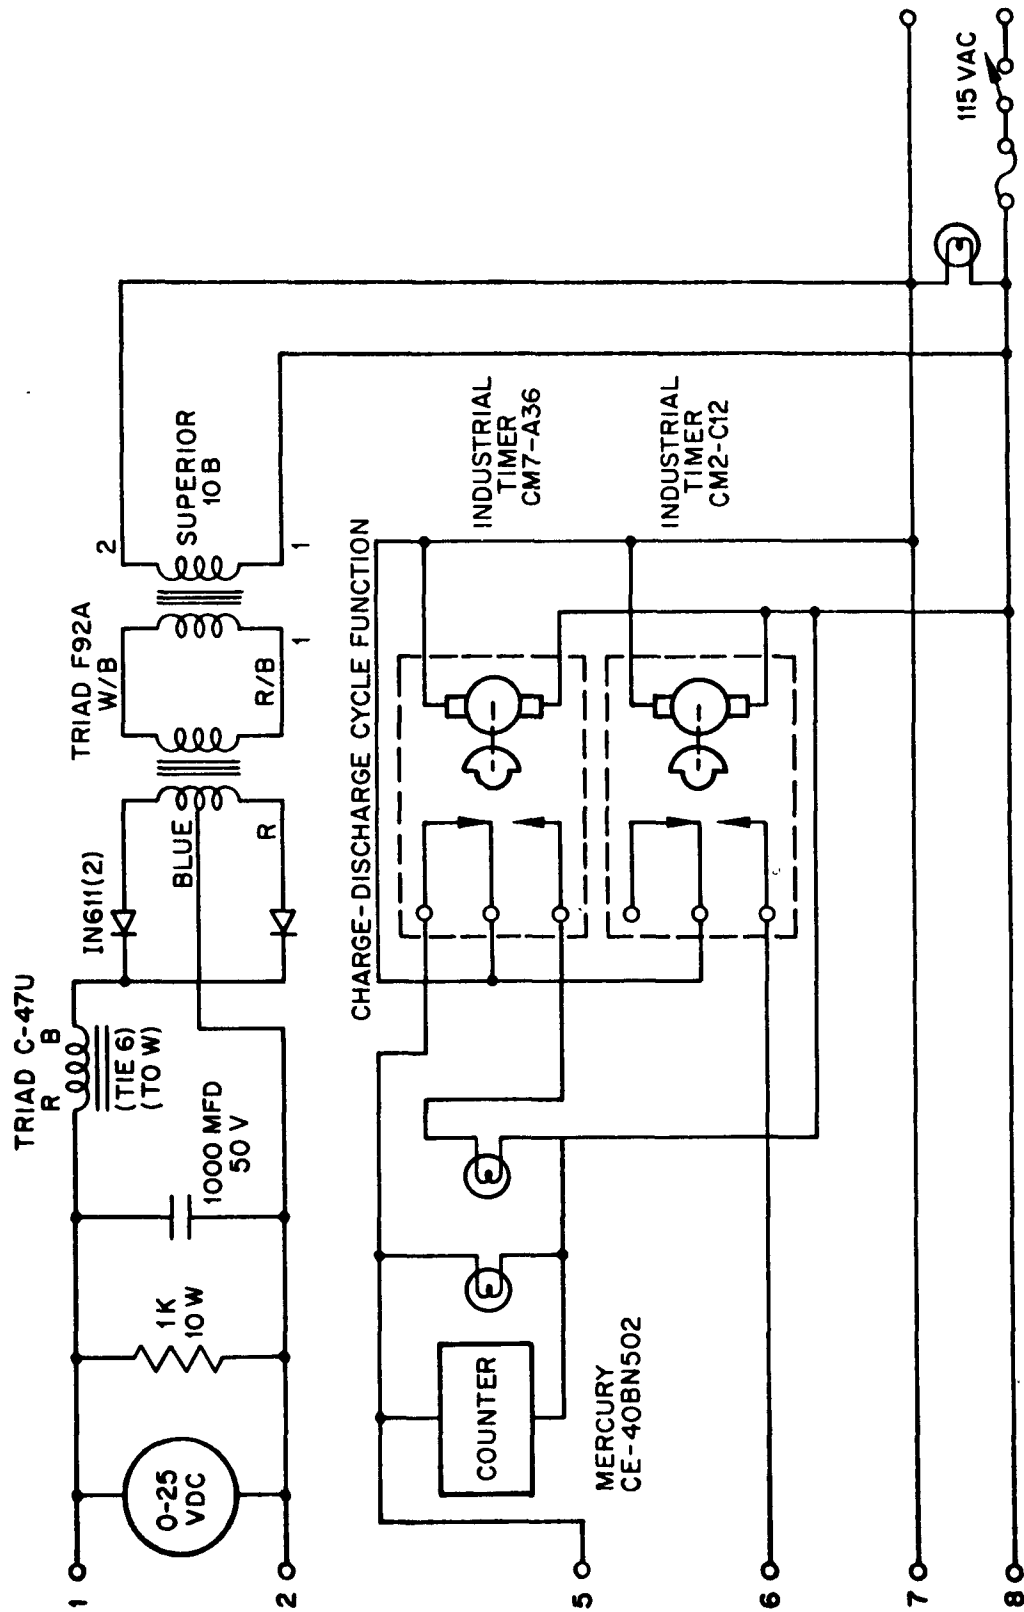 TRIAD C-47U
R B
(TIE 6)
(TO W)
IN611(2)
BLUE
R
TRIAD F92A
W/B
R/B
1
2
SUPERIOR
10B
1
1000 MFD
50 V
1K
10W
0-25
VDC
1
2
CHARGE-DISCHARGE CYCLE FUNCTION
INDUSTRIAL
TIMER
CM7-A36
INDUSTRIAL
TIMER
CM2-C12
COUNTER
MERCURY
CE-40BN502
115 VAC
5
6
7
8